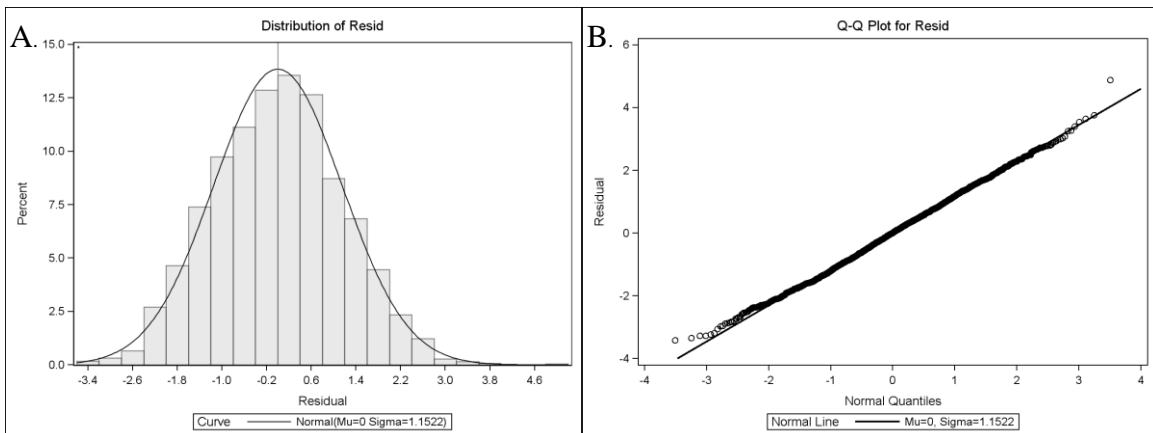 A.
Distribution of Resid
15.0
12.5
10.0
7.5
5.0
2.5
0.0
Percent
-3.4 -2.6 -1.8 -1.0 -0.2 0.6 1.4 2.2 3.0 3.8 4.6
Residual
Curve Normal(Mu=0 Sigma=1.1522)
B.
Q-Q Plot for Resid
6
4
2
0
-2
-4
Residual
-4 -3 -2 -1 0 1 2 3 4
Normal Quantiles
Normal Line Mu=0, Sigma=1.1522